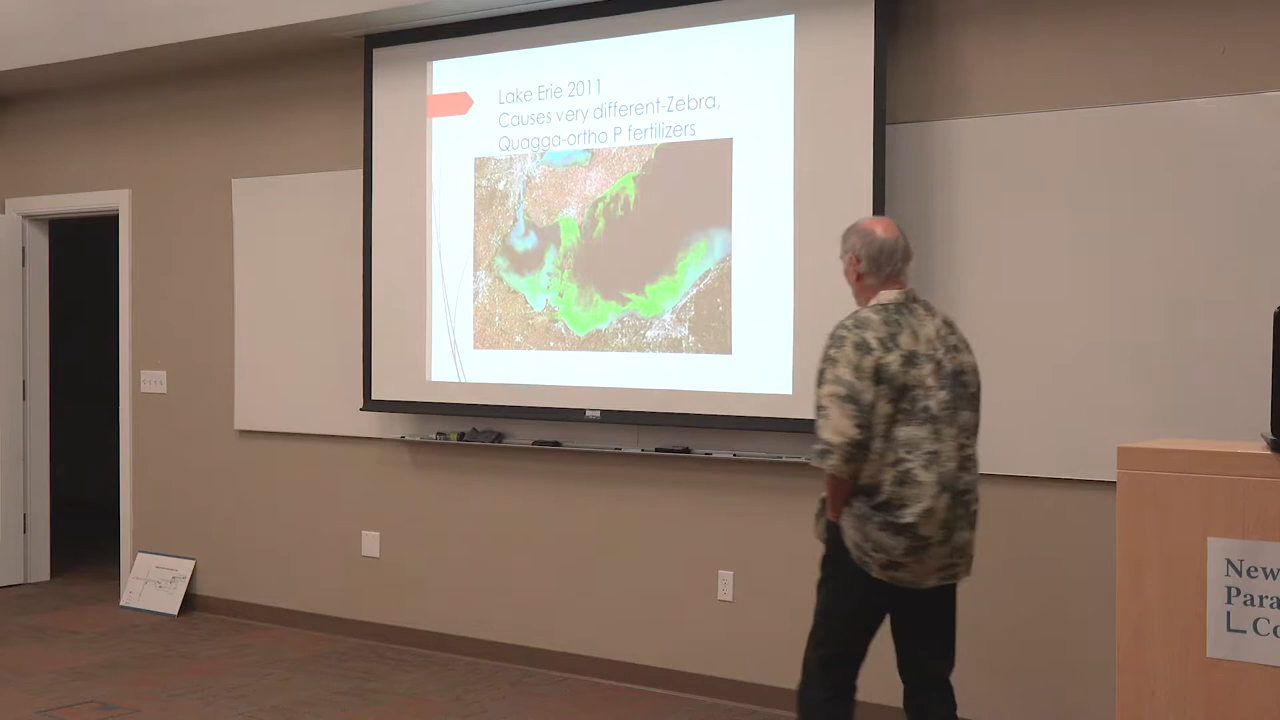 Lake Erie 2011
Causes very different-Zebra,
Quagga-ortho P fertilizers
New
Para
Co